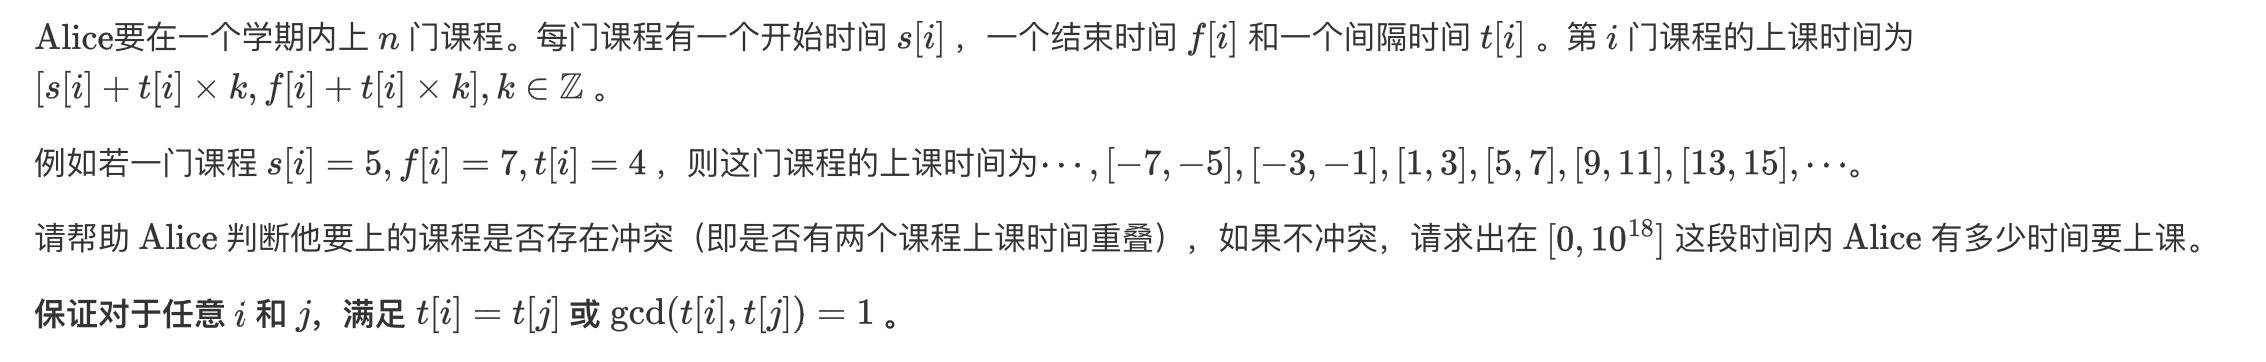 Alice要在一个学期内上 $n$ 门课程。每门课程有一个开始时间 $s[i]$ ，一个结束时间 $f[i]$ 和一个间隔时间 $t[i]$ 。第 $i$ 门课程的上课时间为
$[s[i] + t[i] \times k, f[i] + t[i] \times k], k \in \mathbb{Z}$ 。
例如若一门课程 $s[i] = 5, f[i] = 7, t[i] = 4$ ，则这门课程的上课时间为$\cdots, [-7, -5], [-3, -1], [1, 3], [5, 7], [9, 11], [13, 15], \cdots$。
请帮助 Alice 判断他要上的课程是否存在冲突（即是否有两个课程上课时间重叠），如果不冲突，请求出在 $[0, 10^{18}]$ 这段时间内 Alice 有多少时间要上课。
保证对于任意 $i$ 和 $j$，满足 $t[i] = t[j]$ 或 $\gcd(t[i], t[j]) = 1$ 。